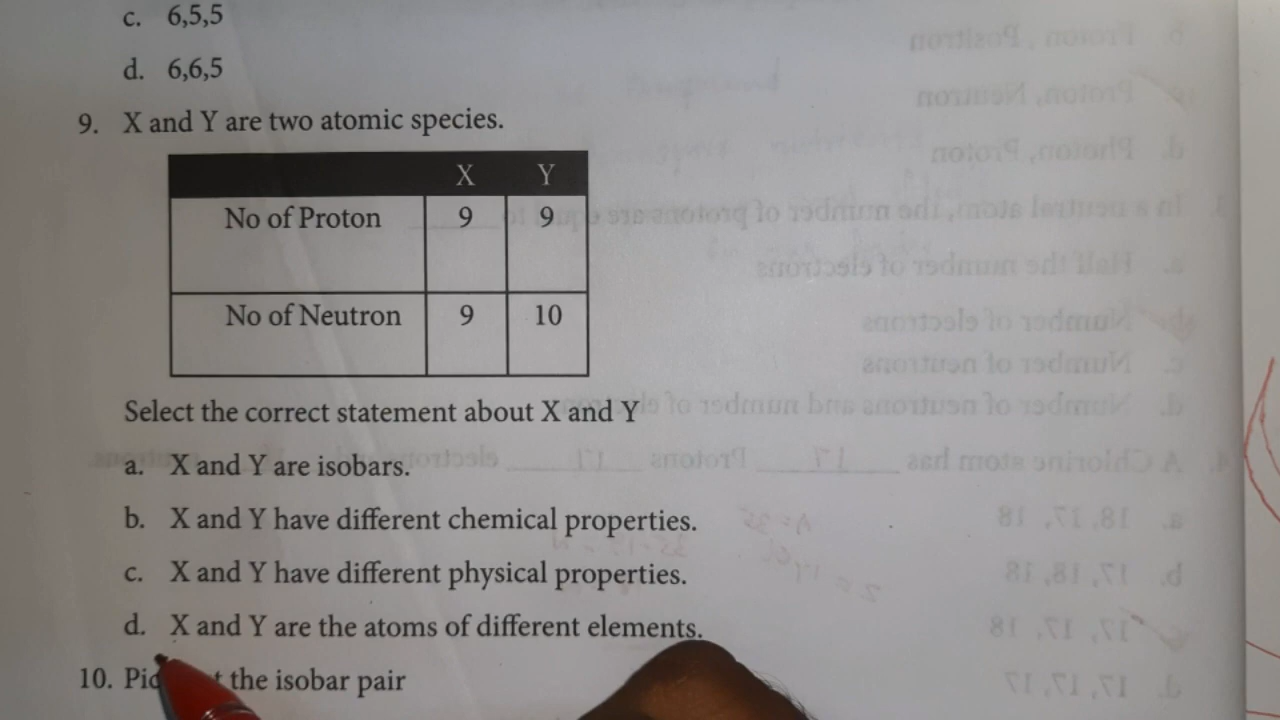 c. 6,5,5
d. 6,6,5
9. X and Y are two atomic species.
X Y
No of Proton 9 9
No of Neutron 9 10
Select the correct statement about X and Y
a. X and Y are isobars.
b. X and Y have different chemical properties.
c. X and Y have different physical properties.
d. X and Y are the atoms of different elements.
10. the isobar pair